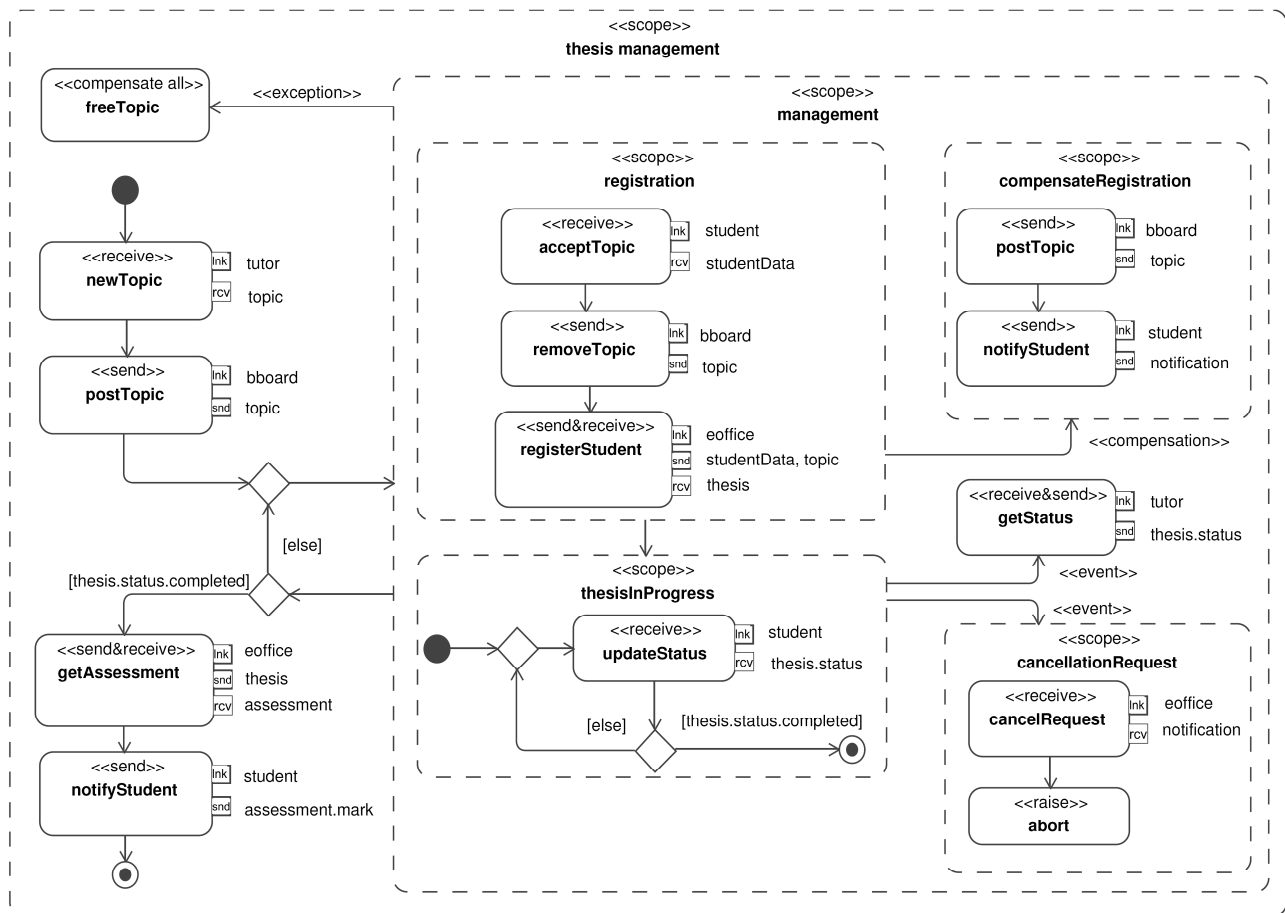 <<scope>>
thesis management
<<compensate all>>
freeTopic
<<exception>>
<<receive>>
newTopic
lnk
tutor
rcv
topic
<<send>>
postTopic
lnk
bboard
snd
topic
[else]
[thesis.status.completed]
<<send&receive>>
getAssessment
lnk
eoffice
snd
thesis
rcv
assessment
<<send>>
notifyStudent
lnk
student
snd
assessment.mark
<<scope>>
management
<<scope>>
registration
<<receive>>
acceptTopic
lnk
student
rcv
studentData
<<send>>
removeTopic
lnk
bboard
snd
topic
<<send&receive>>
registerStudent
lnk
eoffice
snd
studentData, topic
rcv
thesis
<<scope>>
thesisInProgress
<<receive>>
updateStatus
lnk
student
rcv
thesis.status
[else]
[thesis.status.completed]
<<scope>>
compensateRegistration
<<send>>
postTopic
lnk
bboard
snd
topic
<<send>>
notifyStudent
lnk
student
snd
notification
<<compensation>>
<<receive&send>>
getStatus
lnk
tutor
snd
thesis.status
<<event>>
<<event>>
<<scope>>
cancellationRequest
<<receive>>
cancelRequest
lnk
eoffice
rcv
notification
<<raise>>
abort